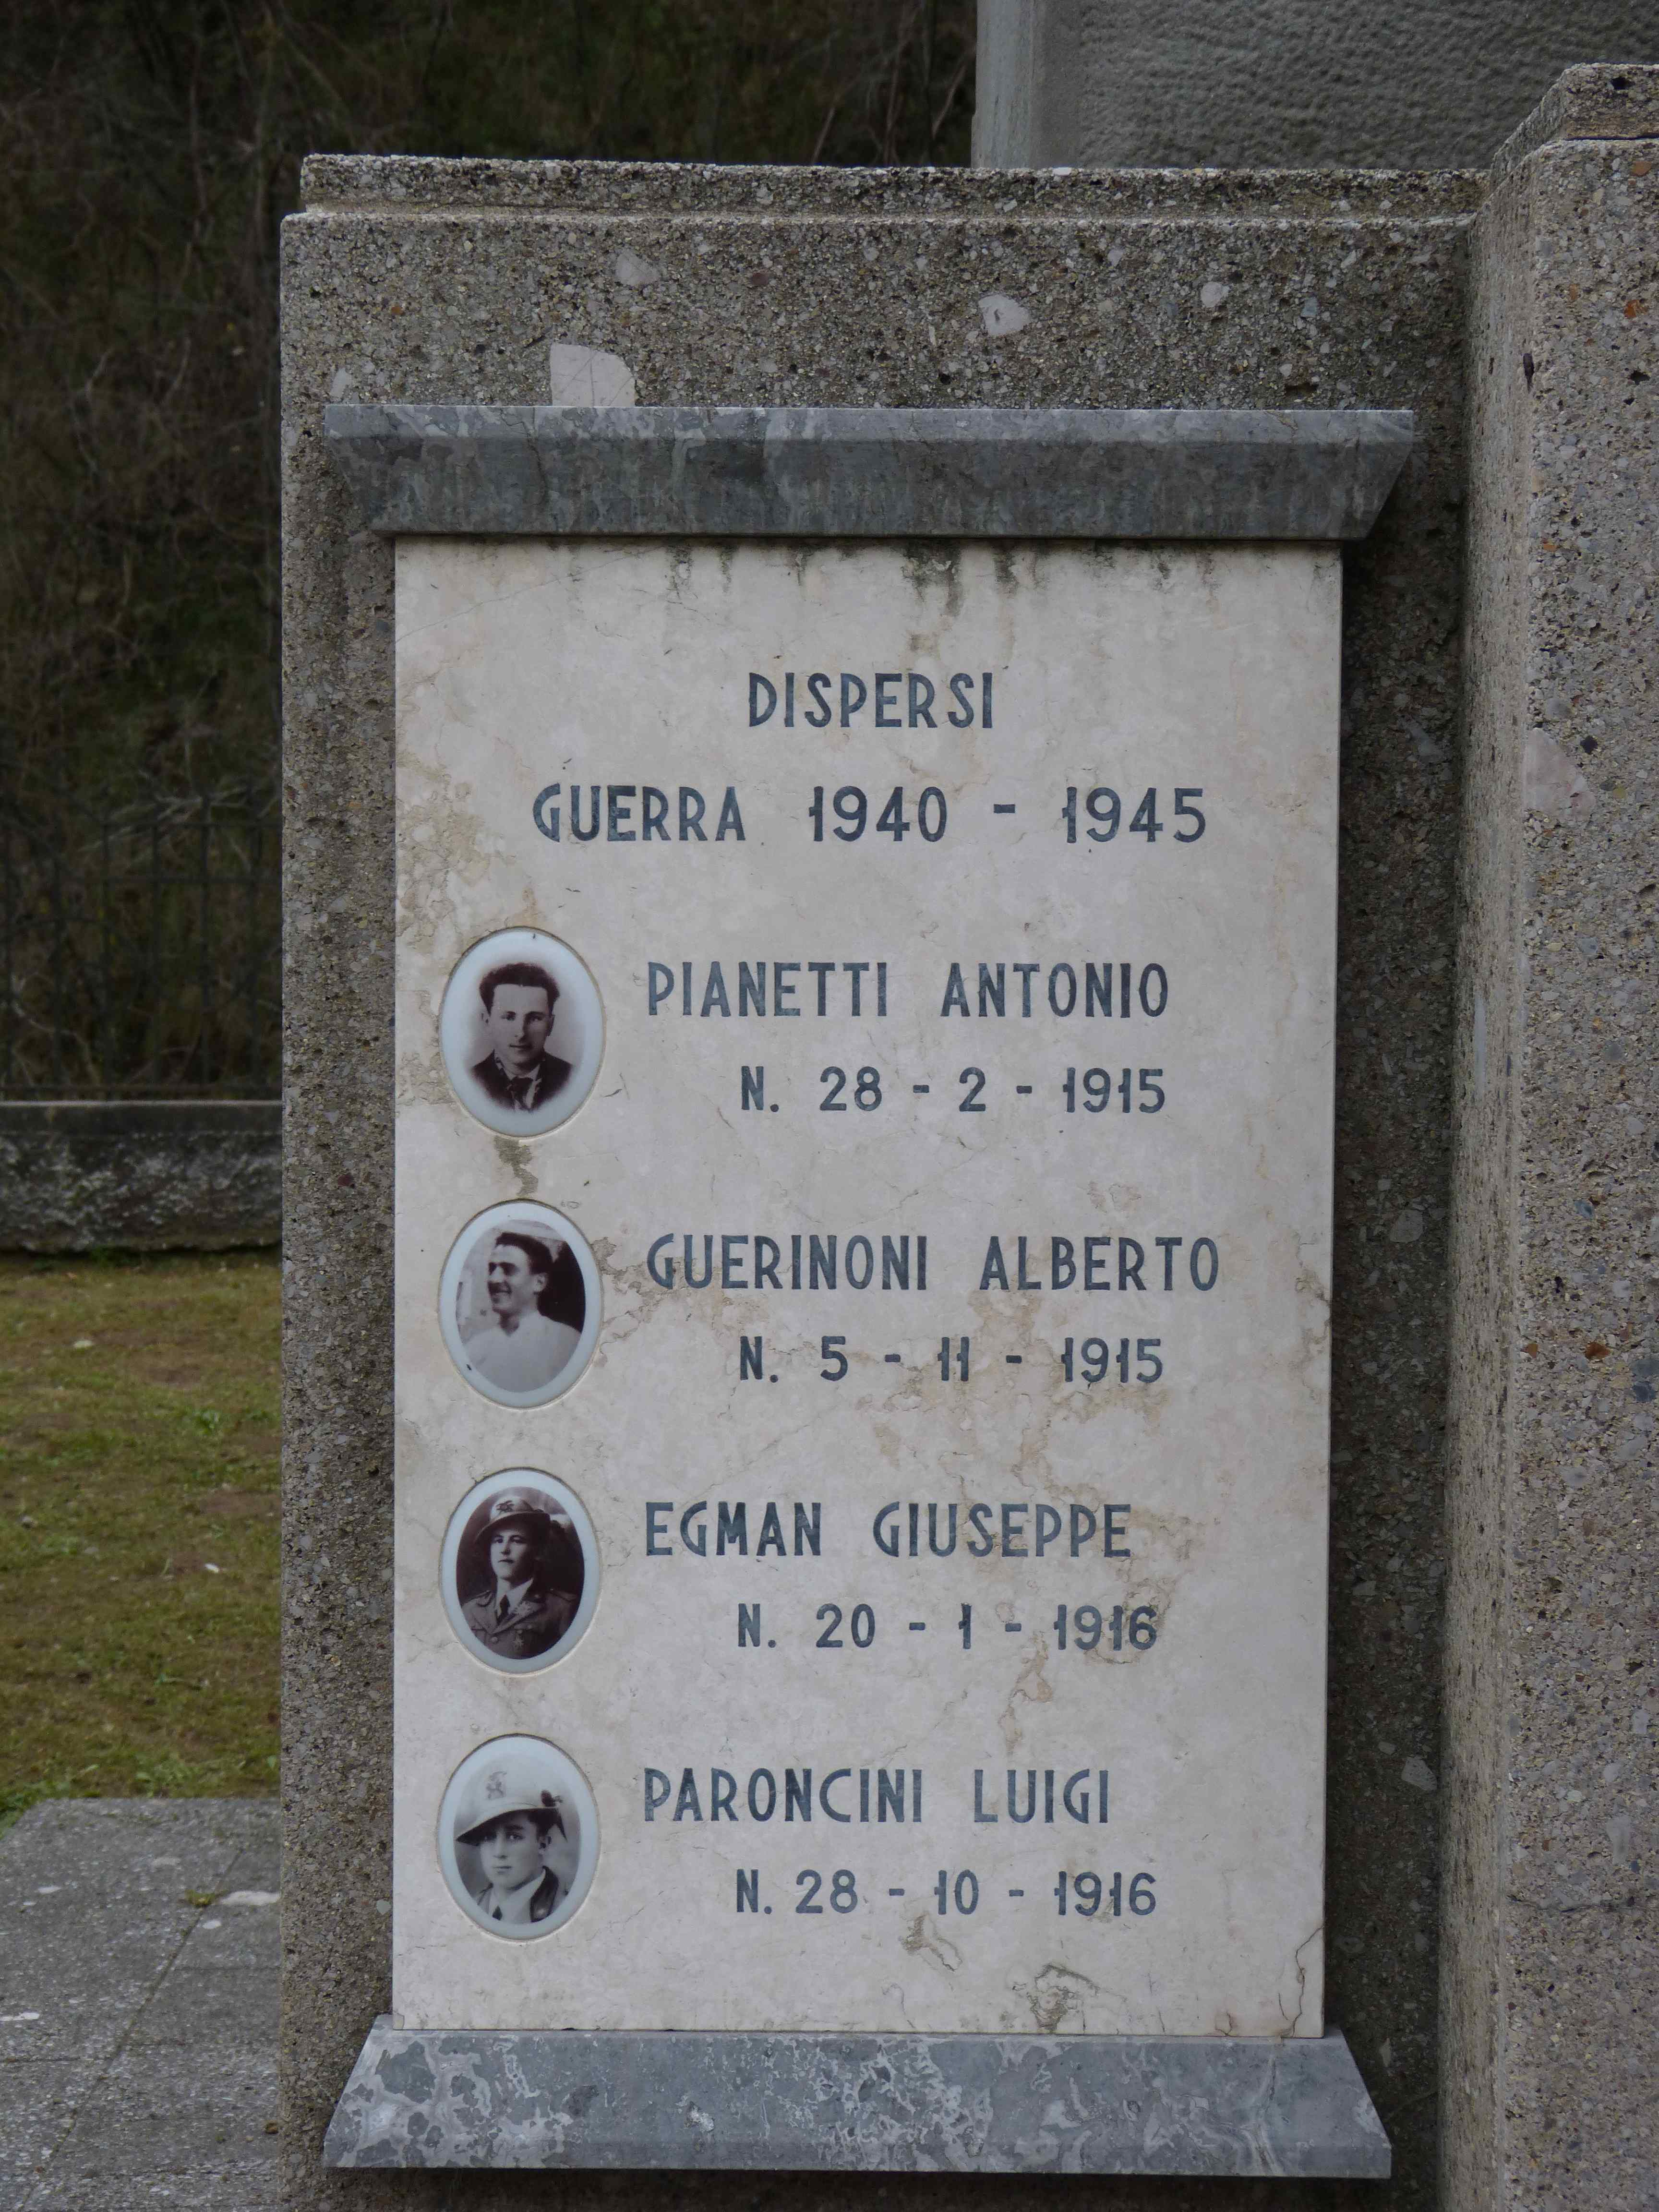 DISPERSI
GUERRA 1940 - 1945
PIANETTI ANTONIO
N. 28 - 2 - 1915
GUERINONI ALBERTO
N. 5 - 11 - 1915
EGMAN GIUSEPPE
N. 20 - 1 - 1916
PARONCINI LUIGI
N. 28 - 10 - 1916